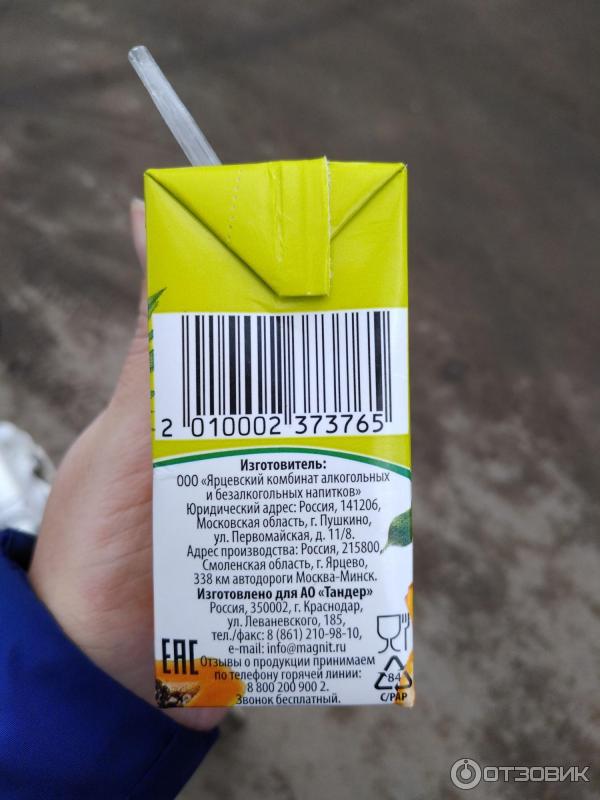 2 010002 373765
Изготовитель:
ООО «Ярцевский комбинат алкогольных
и безалкогольных напитков»
Юридический адрес: Россия, 141206,
Московская область, г. Пушкино,
ул. Первомайская, д. 11/8.
Адрес производства: Россия, 215800,
Смоленская область, г. Ярцево,
338 км автодороги Москва-Минск.
Изготовлено для АО «Тандер»
Россия, 350002, г. Краснодар,
ул. Леваневского, 185,
тел./факс: 8 (861) 210-98-10,
e-mail: info@magnit.ru
EAC
Отзывы о продукции принимаем
по телефону горячей линии:
8 800 200 900 2.
Звонок бесплатный.
84
C/PAP
ОТЗОВИК